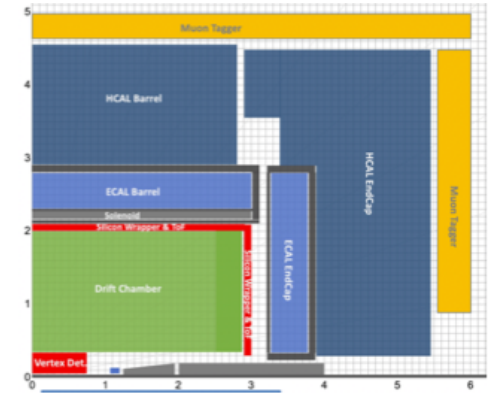 5
Muon Tagger
4
HCAL Barrel
3
HCAL EndCap
ECAL Barrel
Muon Tagger
Solenoid
Silicon Wrapper & ToF
2
ECAL EndCap
Silicon Wrapper & ToF
Drift Chamber
1
Vertex Det.
0
0 1 2 3 4 5 6